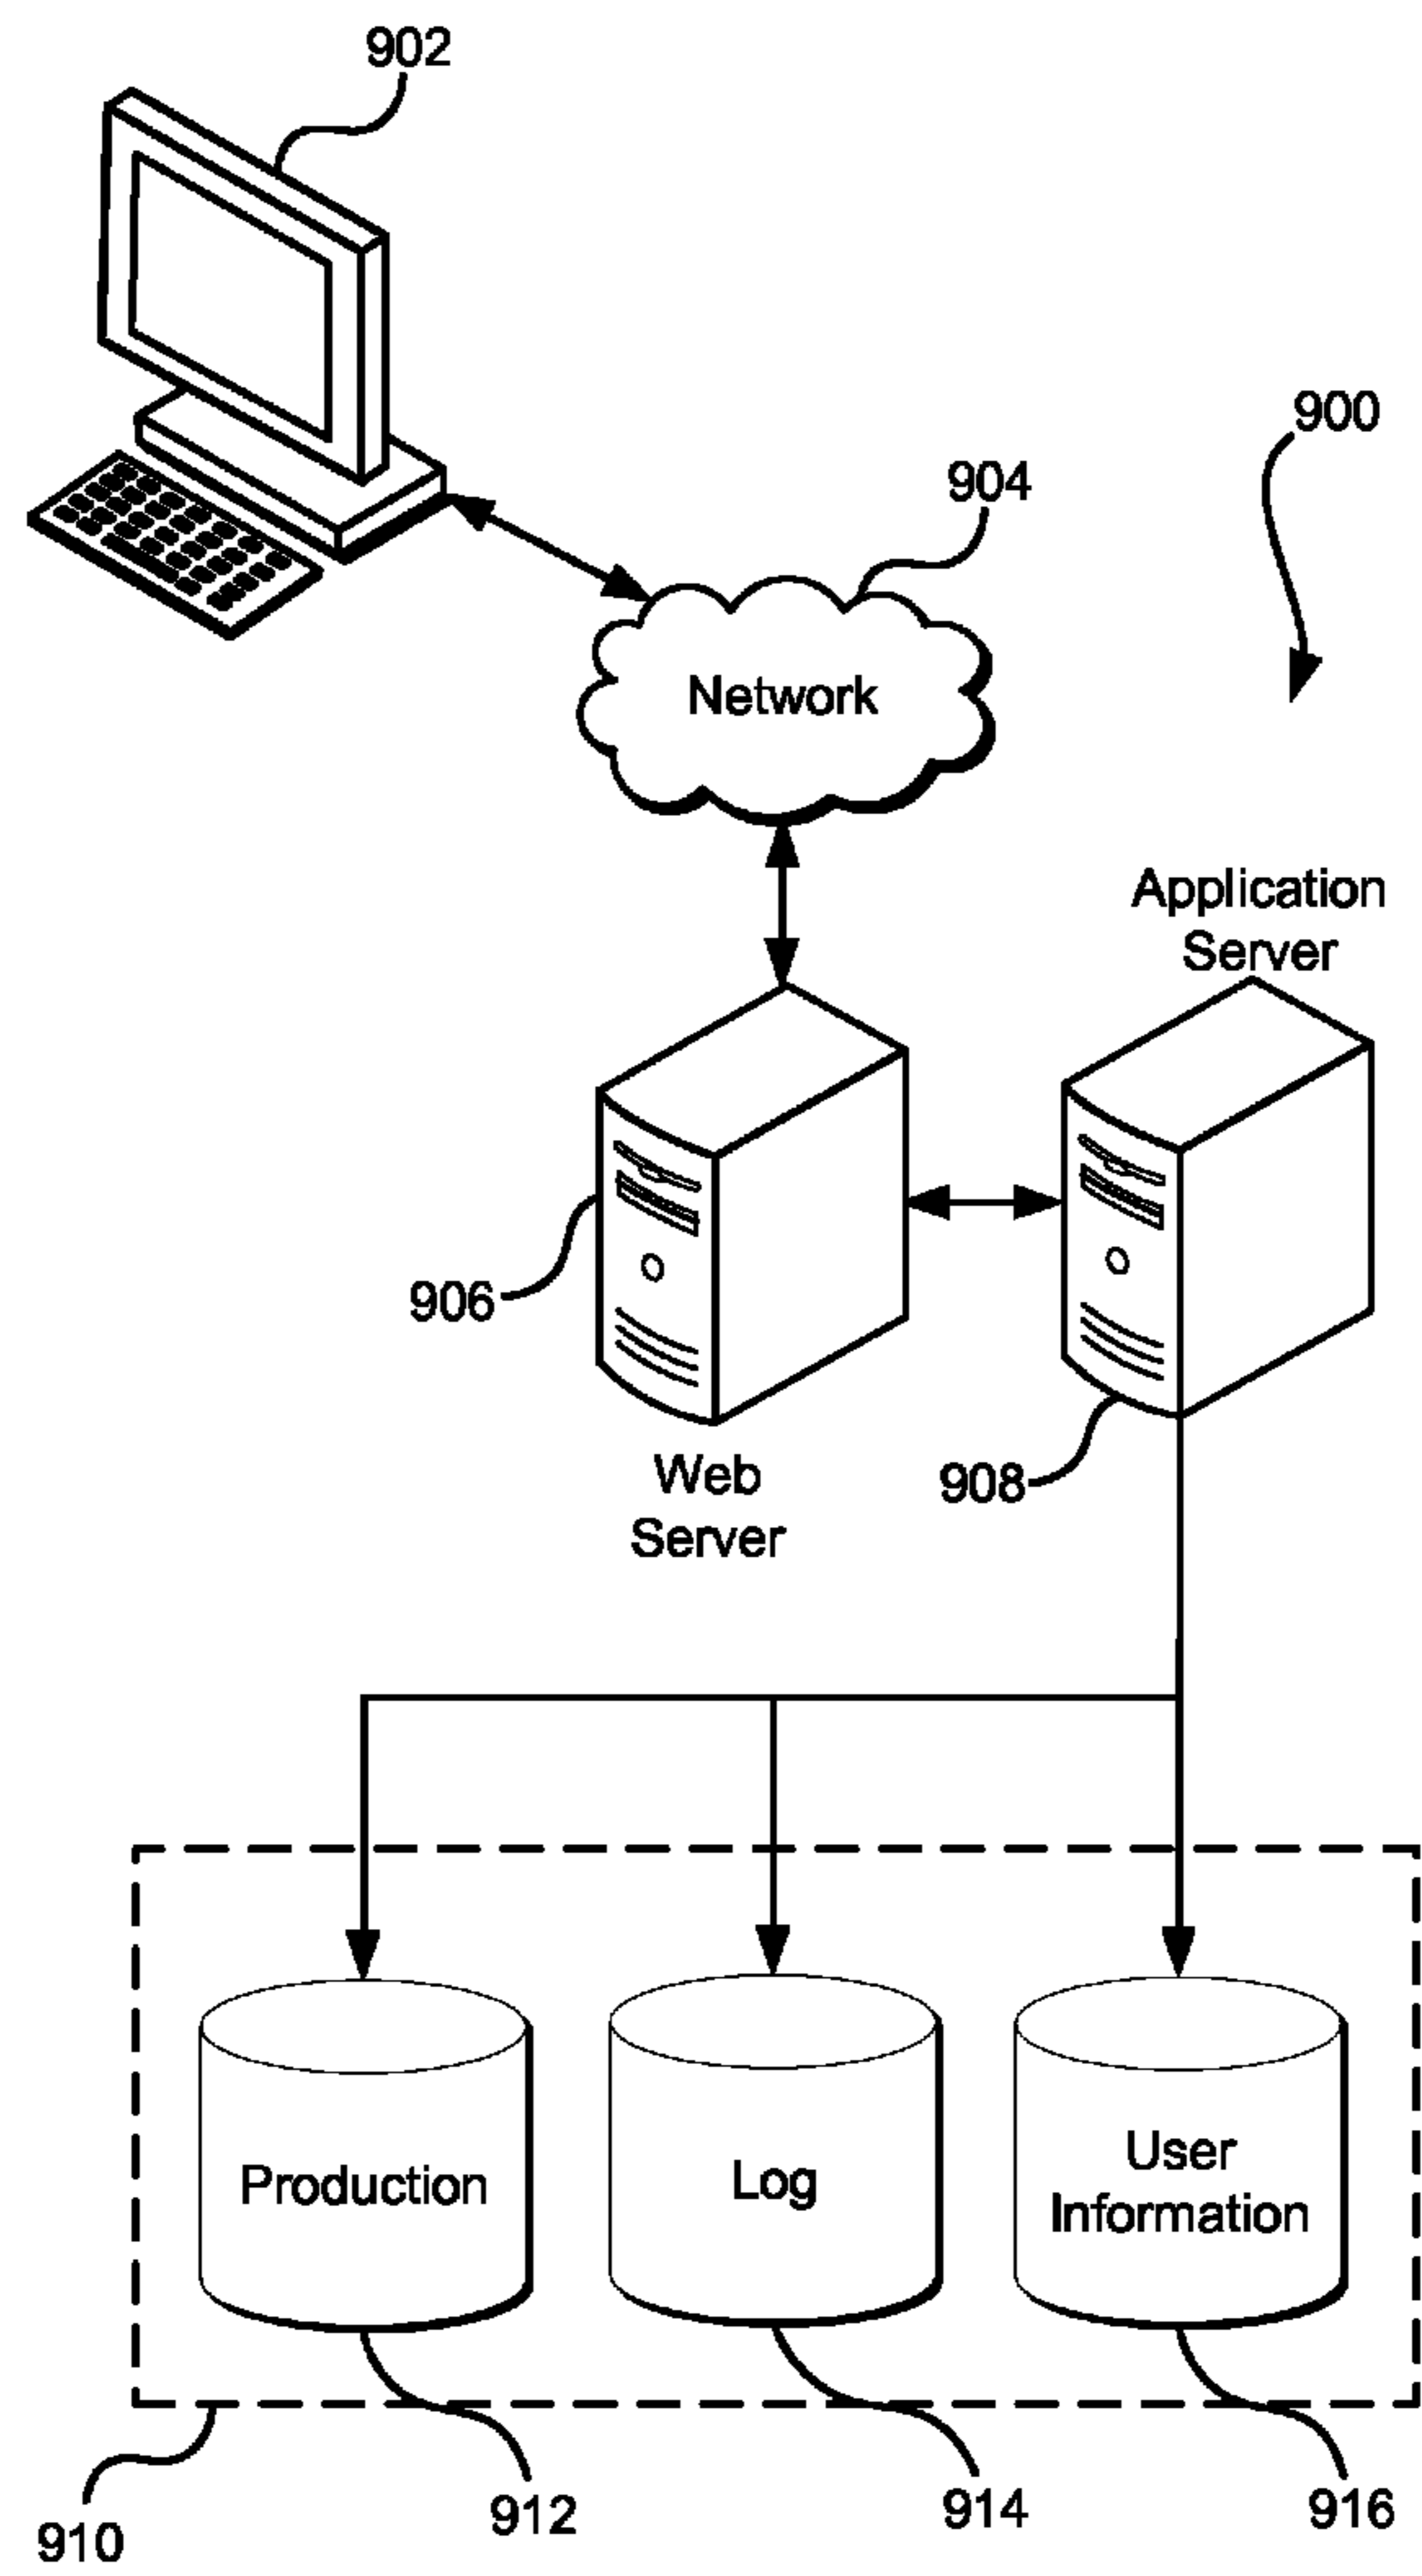 902
900
904
Network
Application
Server
906
Web
Server
908
Production
Log
User
Information
910
912
914
916